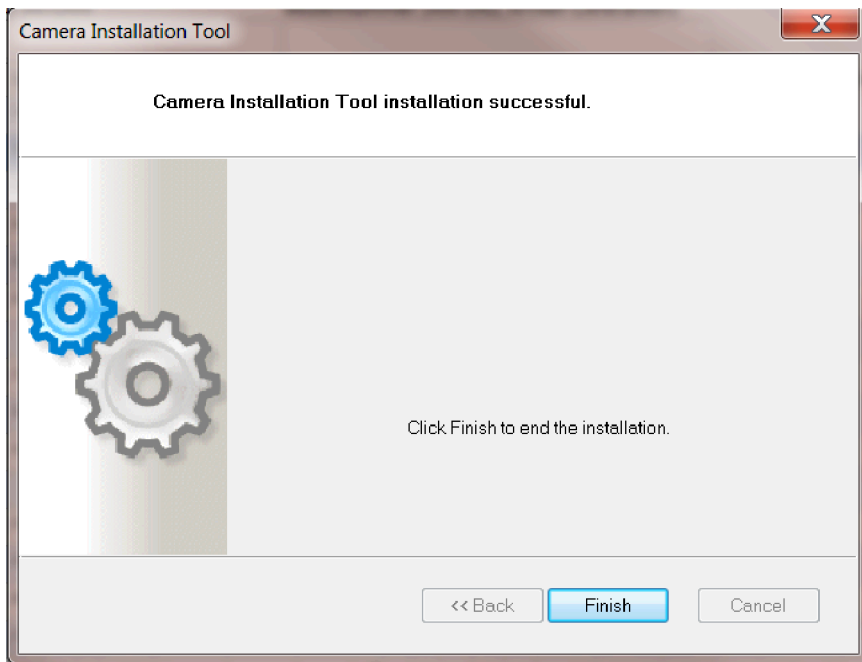 Camera Installation Tool
Camera Installation Tool installation successful.
Click Finish to end the installation.
<< Back
Finish
Cancel